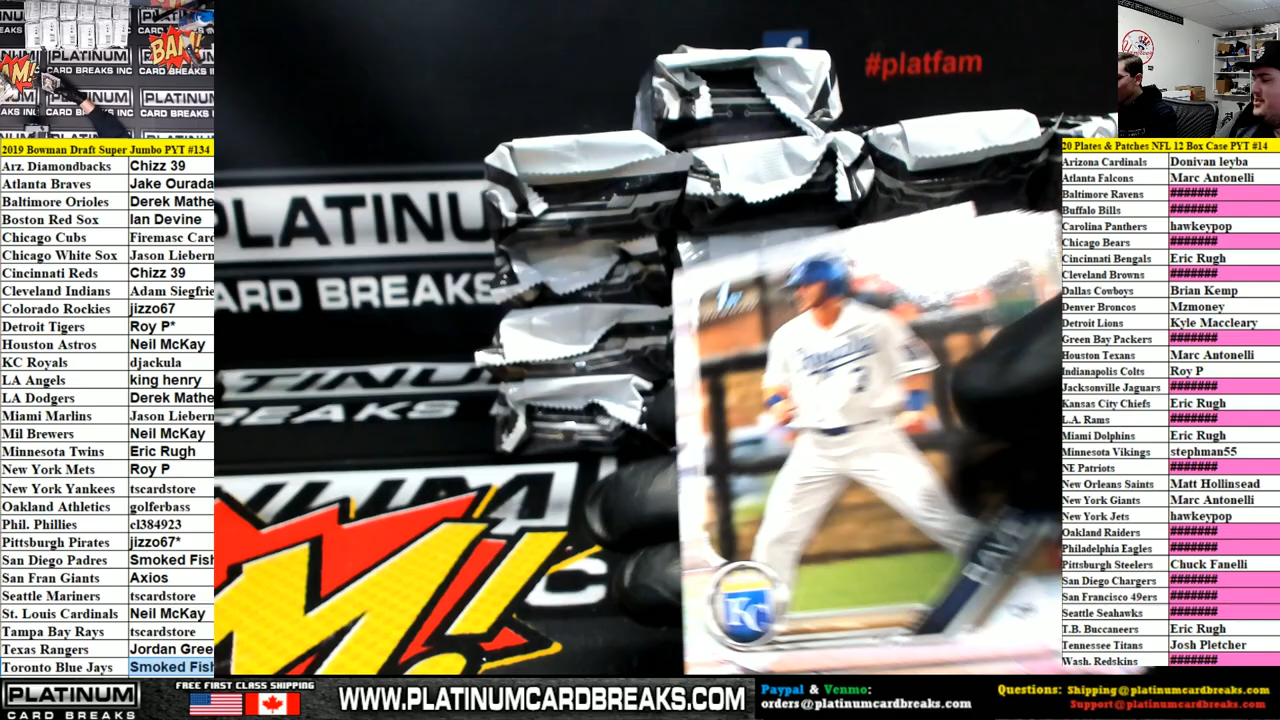 PLATINUM
CARD BREAKS INC
BAM!
#platfam
2019 Bowman Draft Super Jumbo PYT #134
Arz. Diamondbacks Chizz 39
Atlanta Braves Jake Ourada
Baltimore Orioles Derek Mathe
Boston Red Sox Ian Devine
Chicago Cubs Firemasc Card
Chicago White Sox Jason Liebern
Cincinnati Reds Chizz 39
Cleveland Indians Adam Siegfrie
Colorado Rockies jizzo67
Detroit Tigers Roy P*
Houston Astros Neil McKay
KC Royals djackula
LA Angels king henry
LA Dodgers Derek Mathe
Miami Marlins Jason Liebern
Mil Brewers Neil McKay
Minnesota Twins Eric Rugh
New York Mets Roy P
New York Yankees tscardstore
Oakland Athletics golferbass
Phil. Phillies cl384923
Pittsburgh Pirates jizzo67*
San Diego Padres Smoked Fish
San Fran Giants Axios
Seattle Mariners tscardstore
St. Louis Cardinals Neil McKay
Tampa Bay Rays tscardstore
Texas Rangers Jordan Gree
Toronto Blue Jays Smoked Fish
PLATINU
ARD BREAKS
KC
20 Plates & Patches NFL 12 Box Case PYT #14
Arizona Cardinals Donivan leyba
Atlanta Falcons Marc Antonelli
Baltimore Ravens #######
Buffalo Bills #######
Carolina Panthers hawkeypop
Chicago Bears #######
Cincinnati Bengals Eric Rugh
Cleveland Browns #######
Dallas Cowboys Brian Kemp
Denver Broncos Mzmoney
Detroit Lions Kyle Maccleary
Green Bay Packers #######
Houston Texans Marc Antonelli
Indianapolis Colts Roy P
Jacksonville Jaguars #######
Kansas City Chiefs Eric Rugh
L.A. Rams #######
Miami Dolphins Eric Rugh
Minnesota Vikings stephman55
NE Patriots #######
New Orleans Saints Matt Hollinsead
New York Giants Marc Antonelli
New York Jets hawkeypop
Oakland Raiders #######
Philadelphia Eagles #######
Pittsburgh Steelers Chuck Fanelli
San Diego Chargers #######
San Francisco 49ers #######
Seattle Seahawks #######
T.B. Buccaneers Eric Rugh
Tennessee Titans Josh Pletcher
Wash. Redskins #######
PLATINUM
CARD BREAKS
FREE FIRST CLASS SHIPPING
WWW.PLATINUMCARDBREAKS.COM
Paypal & Venmo:
orders@platinumcardbreaks.com
Questions: Shipping@platinumcardbreaks.com
Support@platinumcardbreaks.com